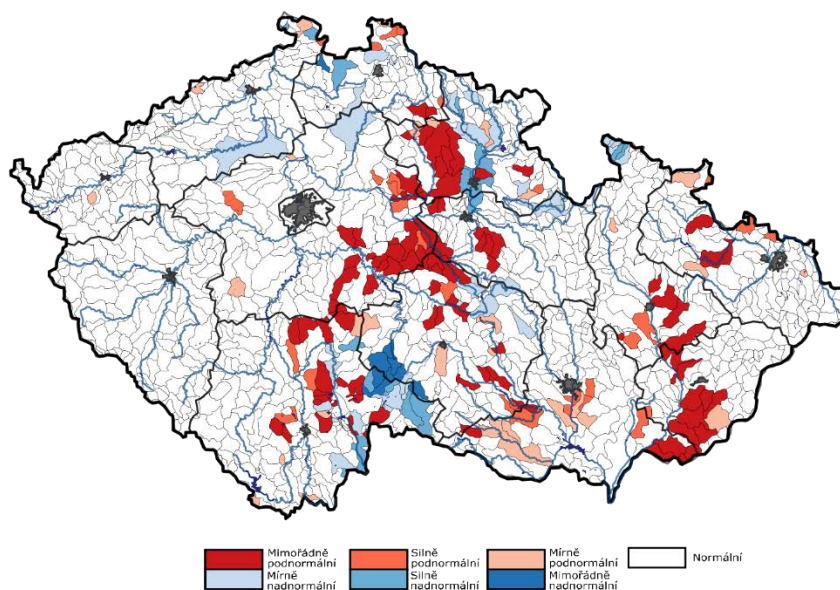 Mimořádně
podnormální
Silně
podnormální
Mírně
podnormální
Normální
Mírně
nadnormální
Silně
nadnormální
Mimořádně
nadnormální